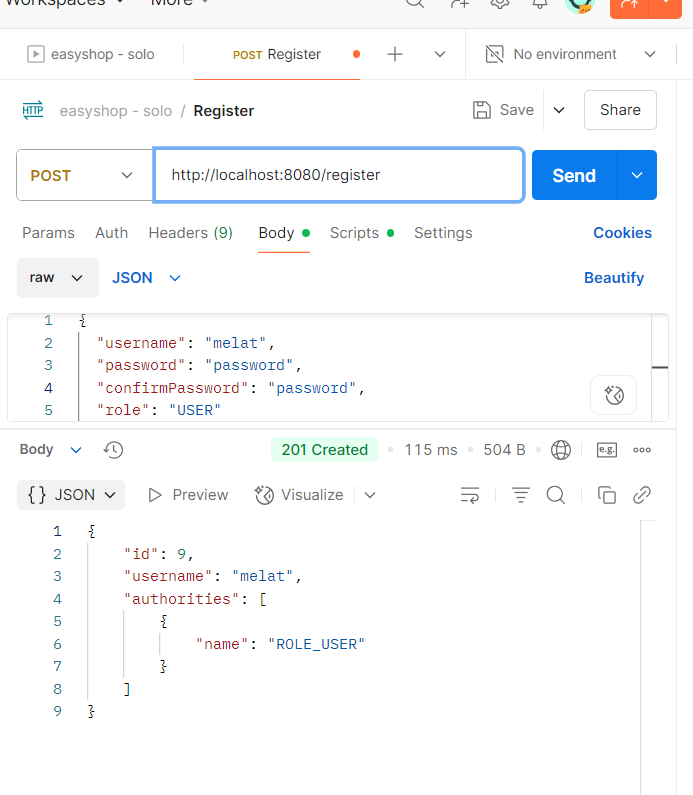 Workspaces More
easyshop - solo POST Register No environment
HTTP easyshop - solo / Register Save Share
POST http://localhost:8080/register Send
Params Auth Headers (9) Body Scripts Settings Cookies
raw JSON Beautify
1 {
2 "username": "melat",
3 "password": "password",
4 "confirmPassword": "password",
5 "role": "USER"
Body 201 Created 115 ms 504 B e.g.
{} JSON Preview Visualize
1 {
2 "id": 9,
3 "username": "melat",
4 "authorities": [
5 {
6 "name": "ROLE_USER"
7 }
8 ]
9 }